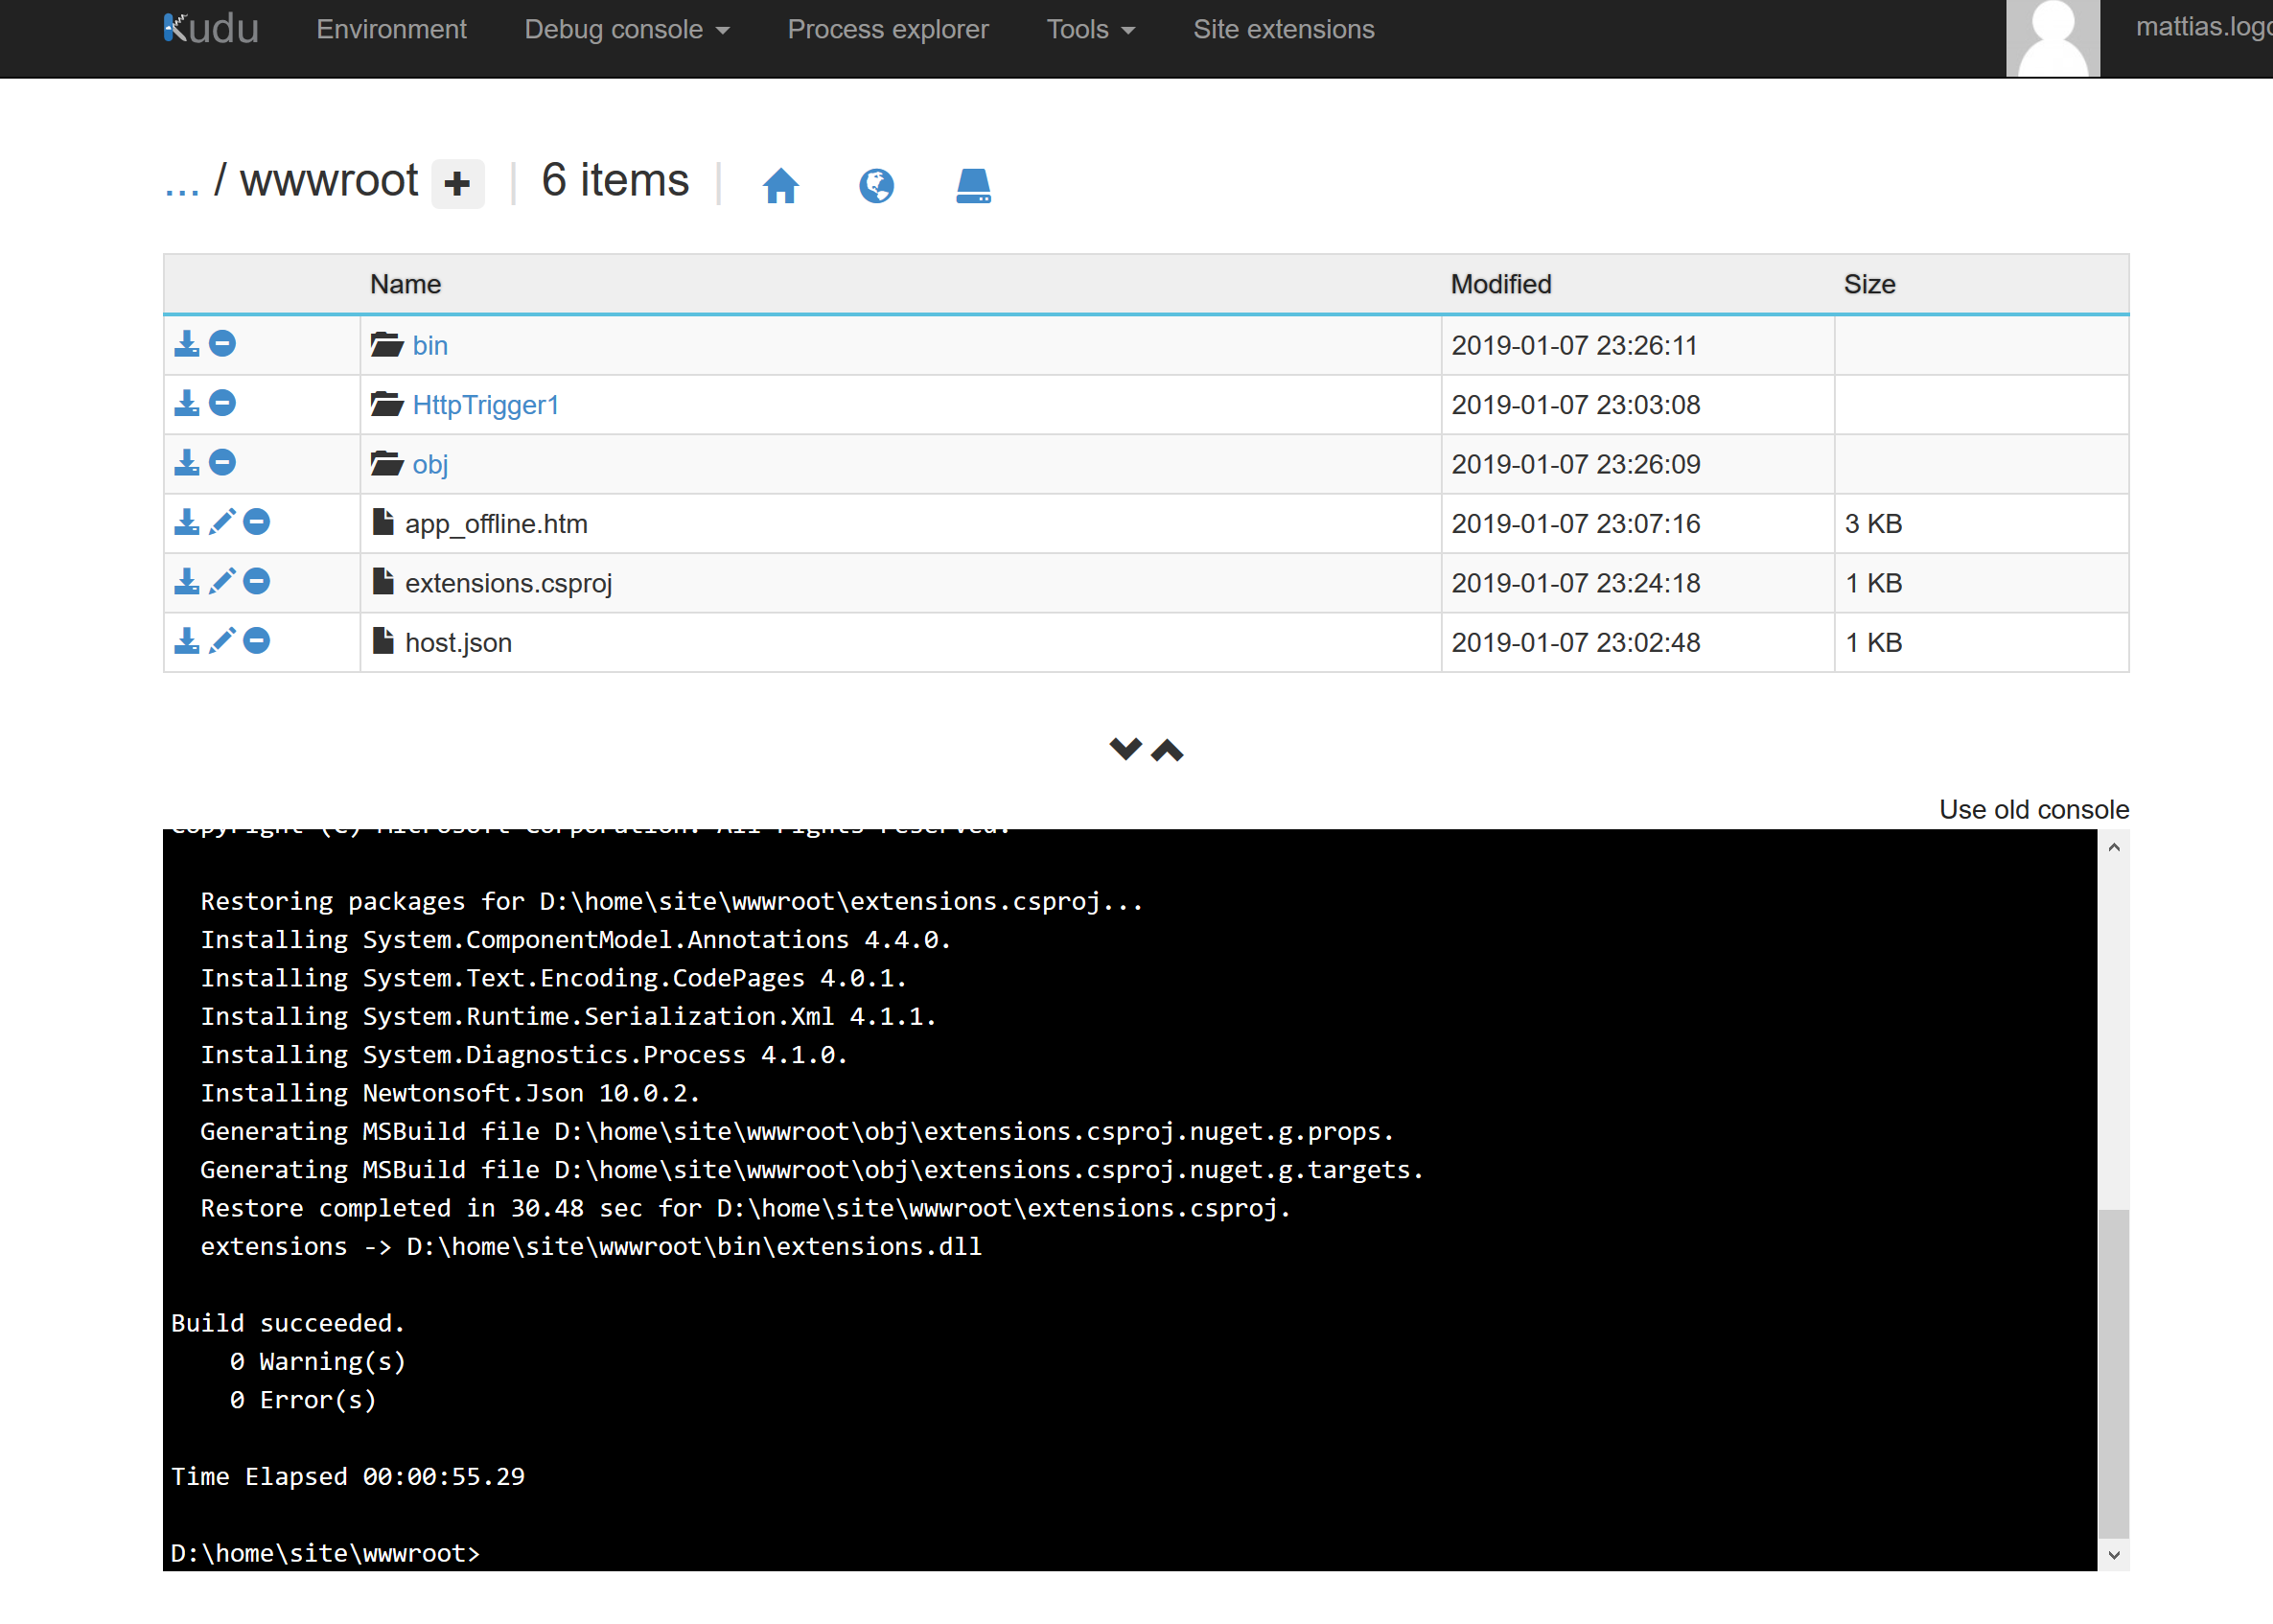 Kudu Environment Debug console Process explorer Tools Site extensions
... / wwwroot | 6 items |
Name Modified Size
bin 2019-01-07 23:26:11
HttpTrigger1 2019-01-07 23:03:08
obj 2019-01-07 23:26:09
app_offline.htm 2019-01-07 23:07:16 3 KB
extensions.csproj 2019-01-07 23:24:18 1 KB
host.json 2019-01-07 23:02:48 1 KB
Use old console
Copyright (C) Microsoft Corporation. All rights reserved.
Restoring packages for D:\home\site\wwwroot\extensions.csproj...
Installing System.ComponentModel.Annotations 4.4.0.
Installing System.Text.Encoding.CodePages 4.0.1.
Installing System.Runtime.Serialization.Xml 4.1.1.
Installing System.Diagnostics.Process 4.1.0.
Installing Newtonsoft.Json 10.0.2.
Generating MSBuild file D:\home\site\wwwroot\obj\extensions.csproj.nuget.g.props.
Generating MSBuild file D:\home\site\wwwroot\obj\extensions.csproj.nuget.g.targets.
Restore completed in 30.48 sec for D:\home\site\wwwroot\extensions.csproj.
extensions -> D:\home\site\wwwroot\bin\extensions.dll
Build succeeded.
0 Warning(s)
0 Error(s)
Time Elapsed 00:00:55.29
D:\home\site\wwwroot>